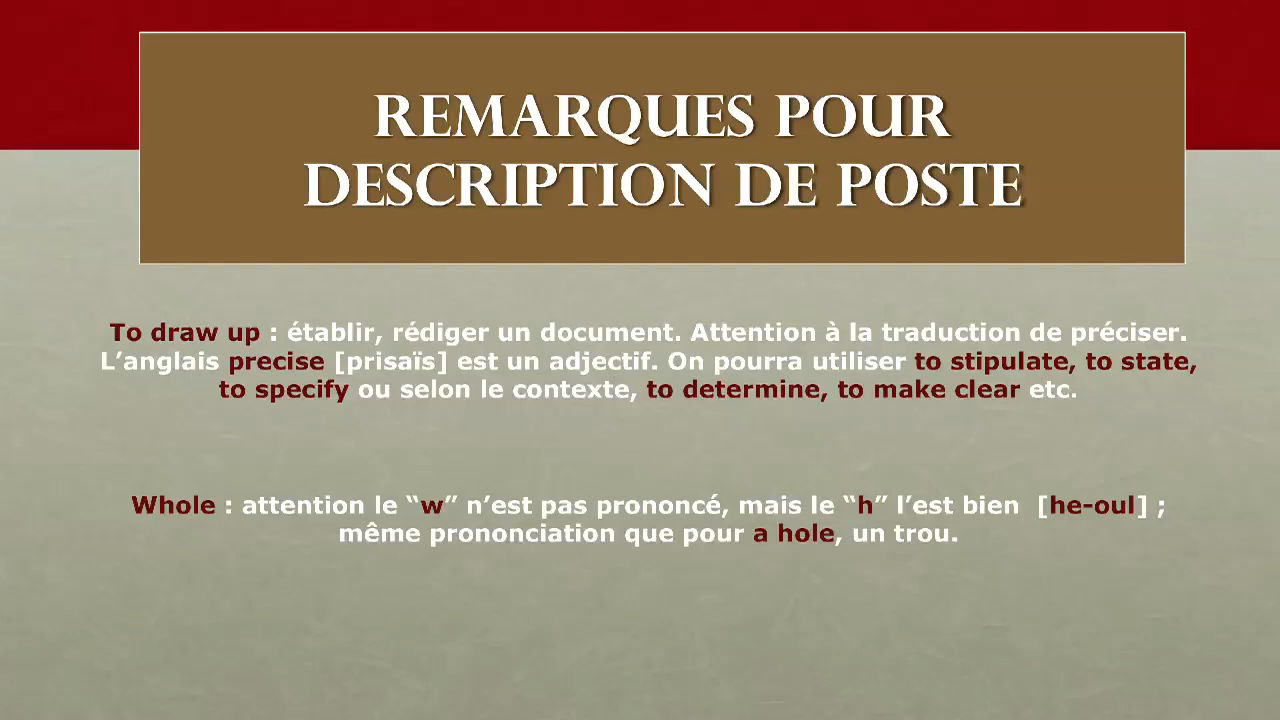 REMARQUES POUR
DESCRIPTION DE POSTE
To draw up : établir, rédiger un document. Attention à la traduction de préciser.
L’anglais precise [prisaïs] est un adjectif. On pourra utiliser to stipulate, to state,
to specify ou selon le contexte, to determine, to make clear etc.
Whole : attention le “w” n’est pas prononcé, mais le “h” l’est bien [he-oul] ;
même prononciation que pour a hole, un trou.